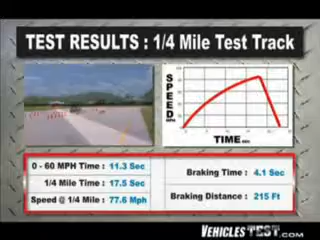 TEST RESULTS : 1/4 Mile Test Track
SPEED
TIME
0 - 60 MPH Time : 11.3 Sec
1/4 Mile Time : 17.5 Sec
Speed @ 1/4 Mile : 77.6 Mph
Braking Time : 4.1 Sec
Braking Distance : 215 Ft
VEHICLESTEST.COM